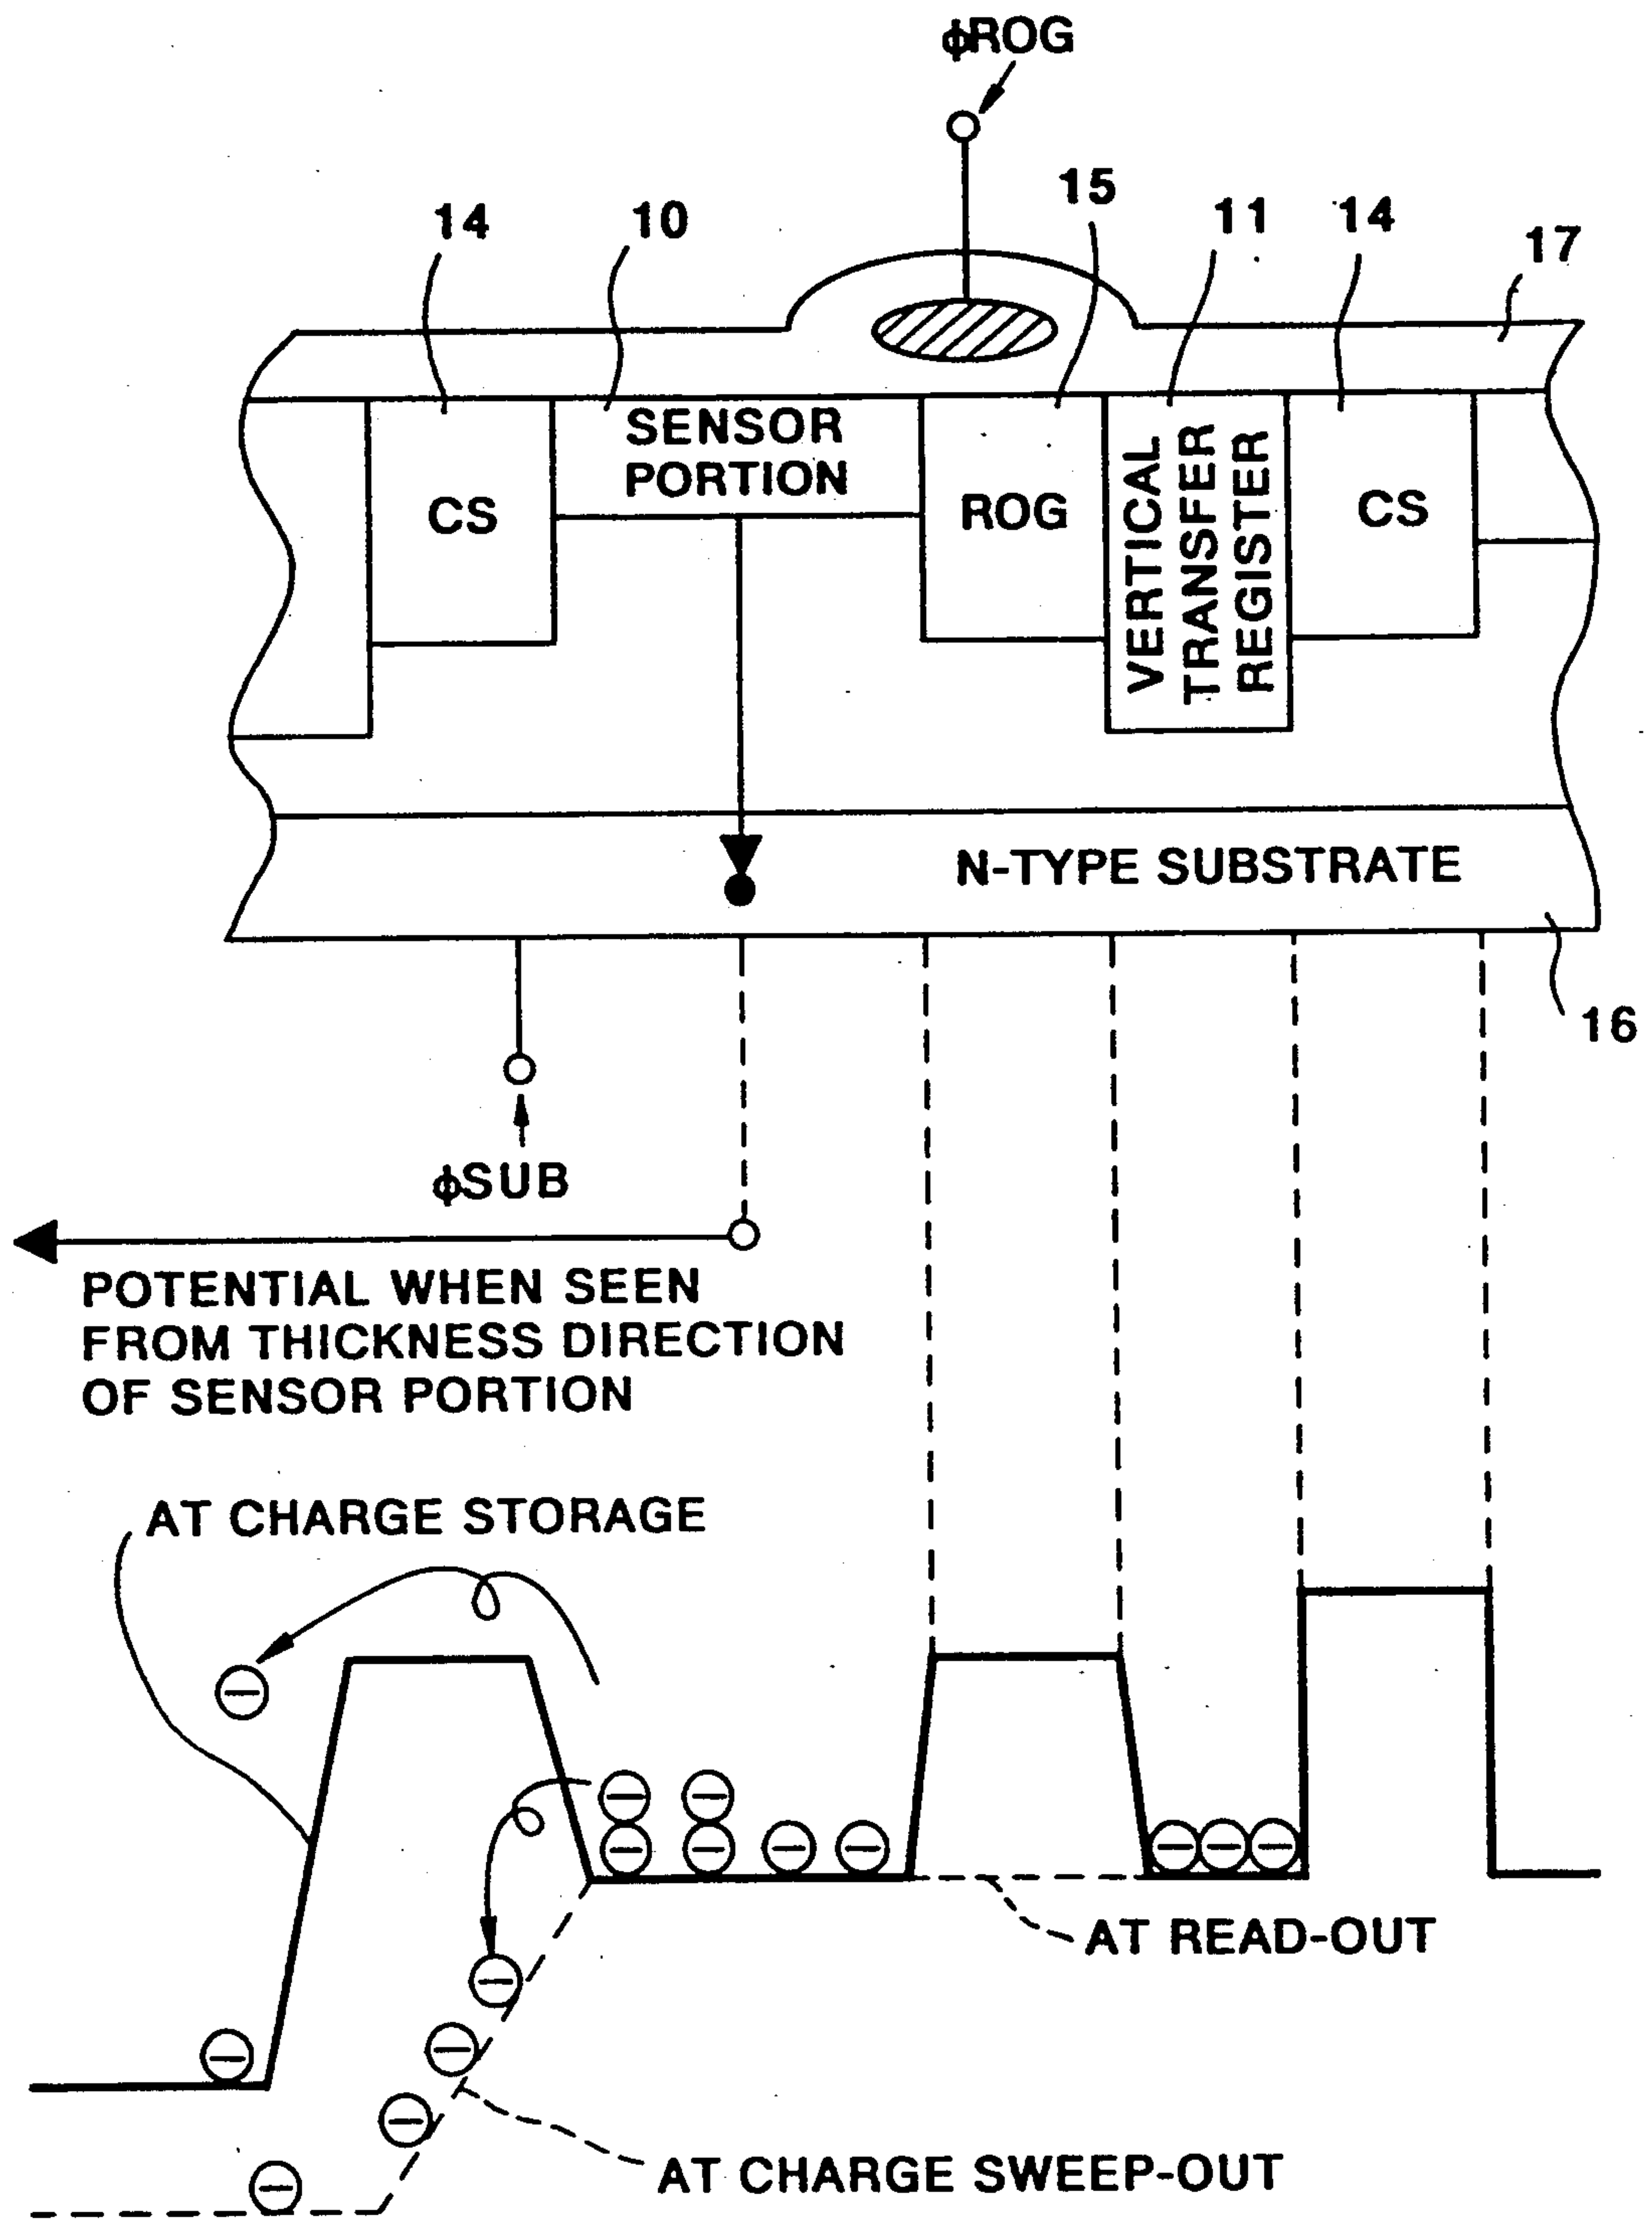 ϕROG
15
14
10
11
14
17
SENSOR
PORTION
CS
ROG
VERTICAL
TRANSFER
REGISTER
CS
N-TYPE SUBSTRATE
16
ϕSUB
POTENTIAL WHEN SEEN
FROM THICKNESS DIRECTION
OF SENSOR PORTION
AT CHARGE STORAGE
AT READ-OUT
AT CHARGE SWEEP-OUT